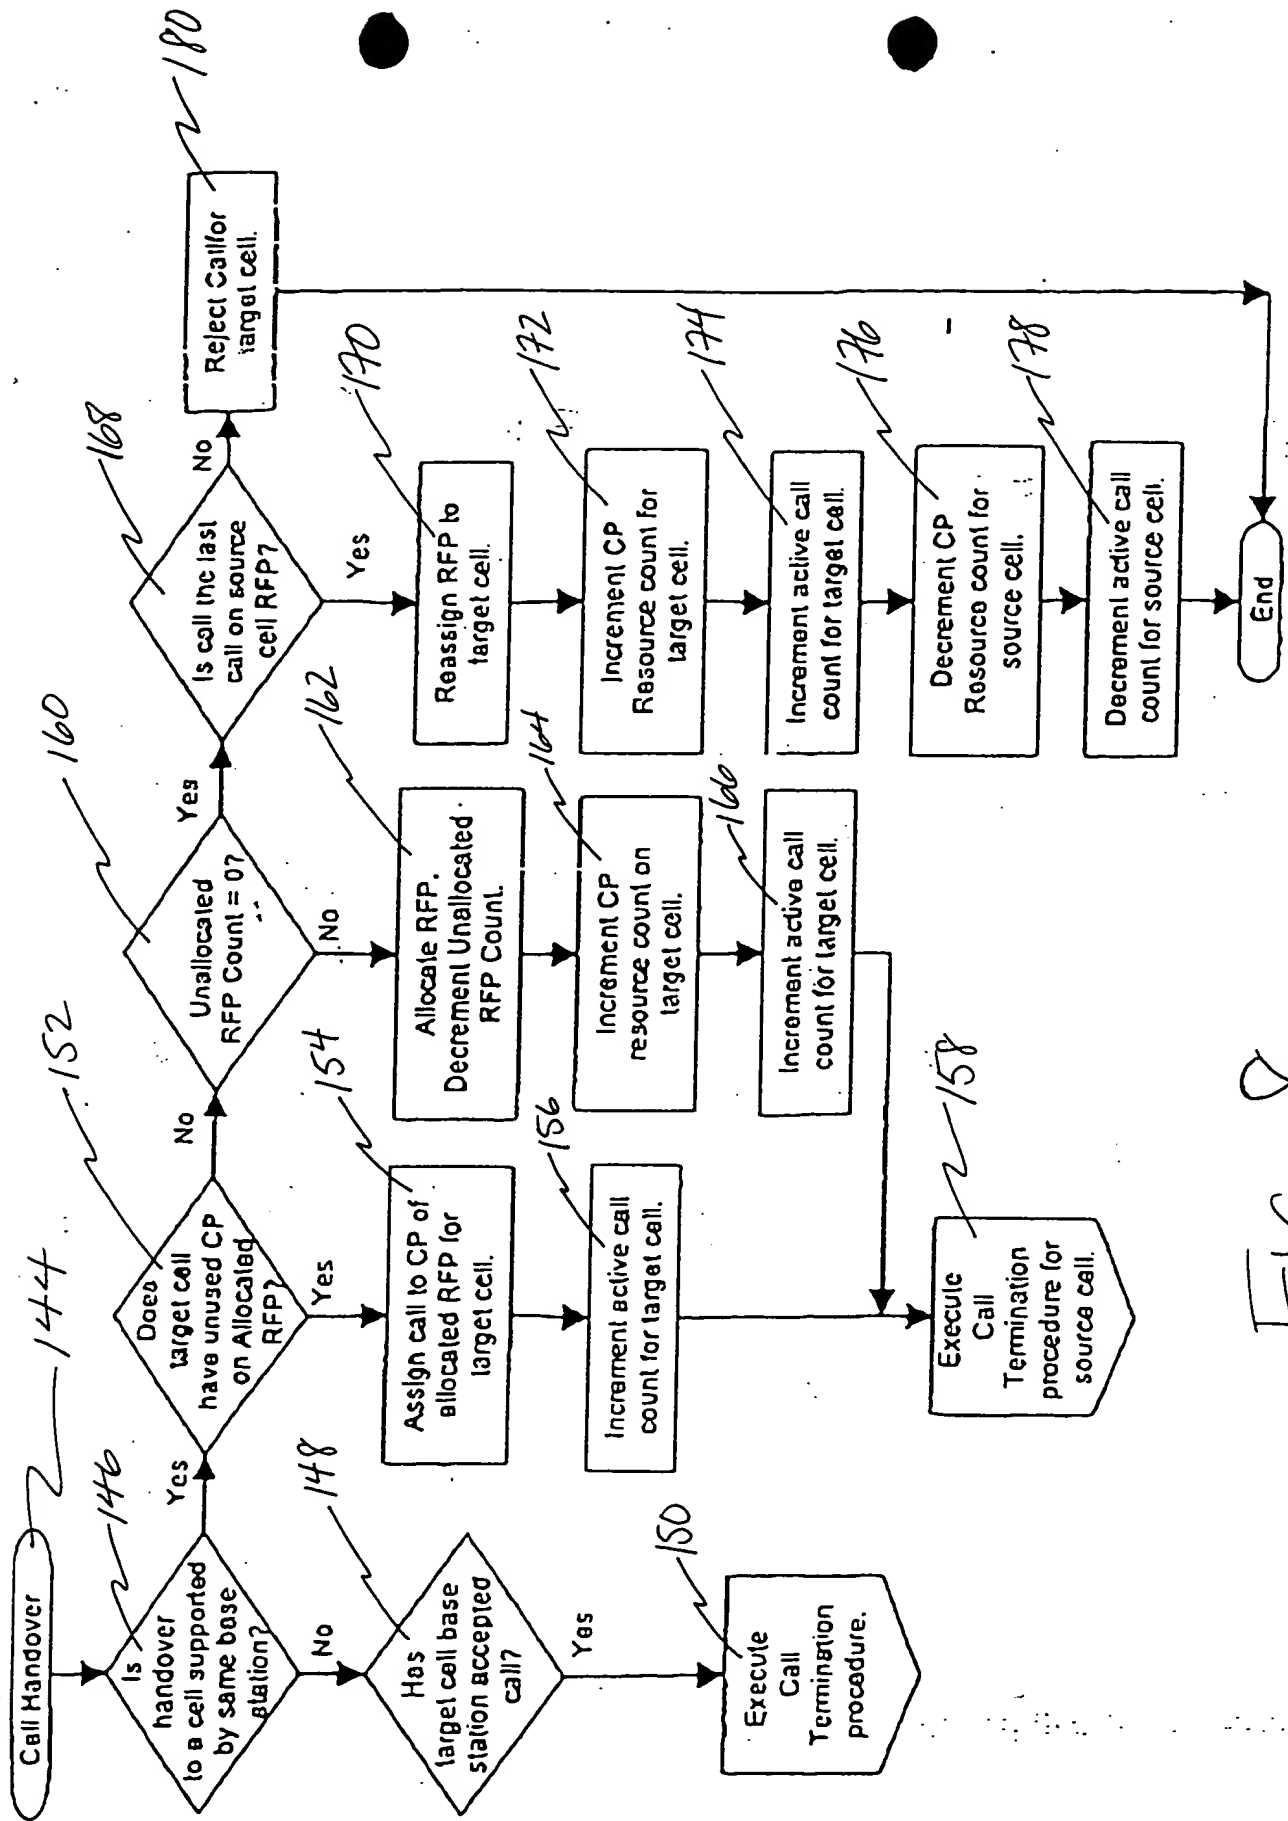 Call Handover
144
Is
handover
to a cell supported
by same base
station?
146
Yes
No
Has
target cell base
station accepted
call?
148
Yes
Execute
Call
Termination
procedure.
150
Does
target cell
have unused CP
on Allocated
RFP?
152
No
Yes
Assign call to CP of
allocated RFP for
target cell.
154
Increment active call
count for target cell.
156
Execute
Call
Termination
procedure for
source cell.
158
Unallocated
RFP Count = 0?
160
Yes
No
Allocate RFP.
Decrement Unallocated
RFP Count.
162
Increment CP
resource count on
target cell.
164
Increment active call
count for target cell.
166
Is call the last
call on source
cell RFP?
168
No
Yes
Reassign RFP to
target cell.
170
Increment CP
Resource count for
target cell.
172
Increment active call
count for target cell.
174
Decrement CP
Resource count for
source cell.
176
Decrement active call
count for source cell.
178
Reject Call for
target cell.
180
End